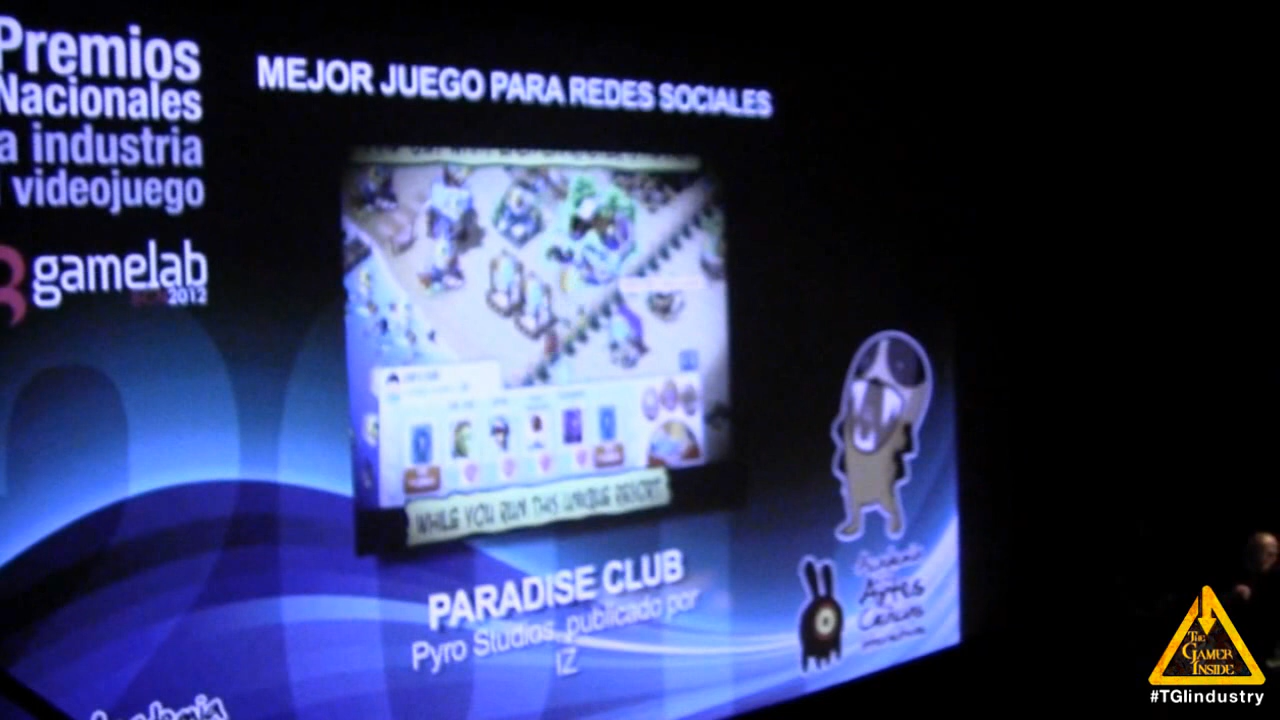 Premios
Nacionales
a industria
videojuego
gamelab
2012
MEJOR JUEGO PARA REDES SOCIALES
WHILE YOU RUN THIS UNIQUE RESORT
PARADISE CLUB
Pyro Studios, publicado por
IZ
Artes
THE
GAMER
INSIDE
#TGIindustry